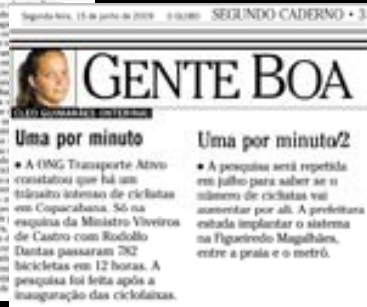 Segunda-feira, 15 de junho de 2009 O GLOBO SEGUNDO CADERNO • 3
GENTE BOA
CLEO GUIMARÃES (INTERINA)
Uma por minuto
• A ONG Transporte Ativo
constatou que há um
trânsito intenso de ciclistas
em Copacabana. Só na
esquina da Ministro Viveiros
de Castro com Rodolfo
Dantas passaram 782
bicicletas em 12 horas. A
pesquisa foi feita após a
inauguração das ciclofaixas.
Uma por minuto/2
• A pesquisa será repetida
em julho para saber se o
número de ciclistas vai
aumentar por ali. A prefeitura
estuda implantar o sistema
na Figueiredo Magalhães,
entre a praia e o metrô.